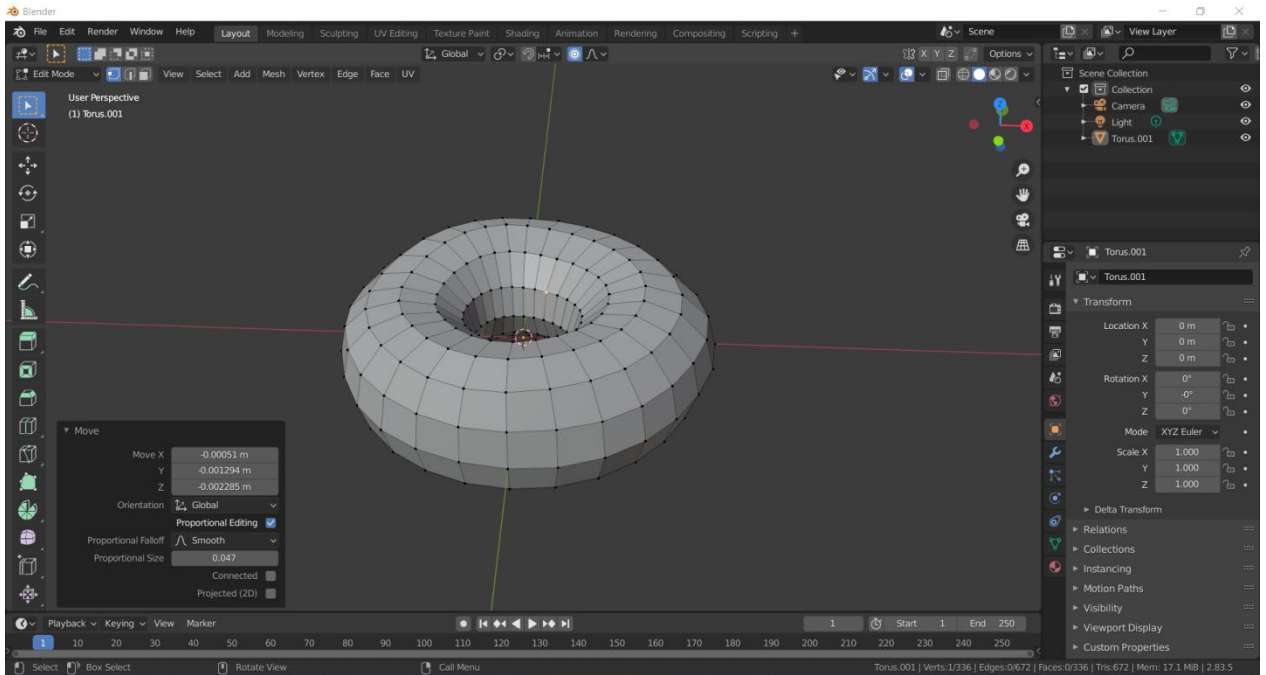 Blender
File Edit Render Window Help Layout Modeling Sculpting UV Editing Texture Paint Shading Animation Rendering Compositing Scripting + Scene View Layer
Global X Y Z Options
Edit Mode View Select Add Mesh Vertex Edge Face UV
Scene Collection
Collection
Camera
Light
Torus.001
User Perspective
(1) Torus.001
Z
X
Torus.001
Torus.001
Transform
Location X 0 m
Y 0 m
Z 0 m
Rotation X 0°
Y -0°
Z 0°
Mode XYZ Euler
Scale X 1.000
Y 1.000
Z 1.000
Delta Transform
Relations
Collections
Instancing
Motion Paths
Visibility
Viewport Display
Custom Properties
Move
Move X -0.00051 m
Y -0.001294 m
Z -0.002285 m
Orientation Global
Proportional Editing
Proportional Falloff Smooth
Proportional Size 0.047
Connected
Projected (2D)
Playback Keying View Marker 1 Start 1 End 250
1 10 20 30 40 50 60 70 80 90 100 110 120 130 140 150 160 170 180 190 200 210 220 230 240 250
Select Box Select Rotate View Call Menu Torus.001 | Verts:1/336 | Edges:0/672 | Faces:0/336 | Tris:672 | Mem: 17.1 MiB | 2.83.5